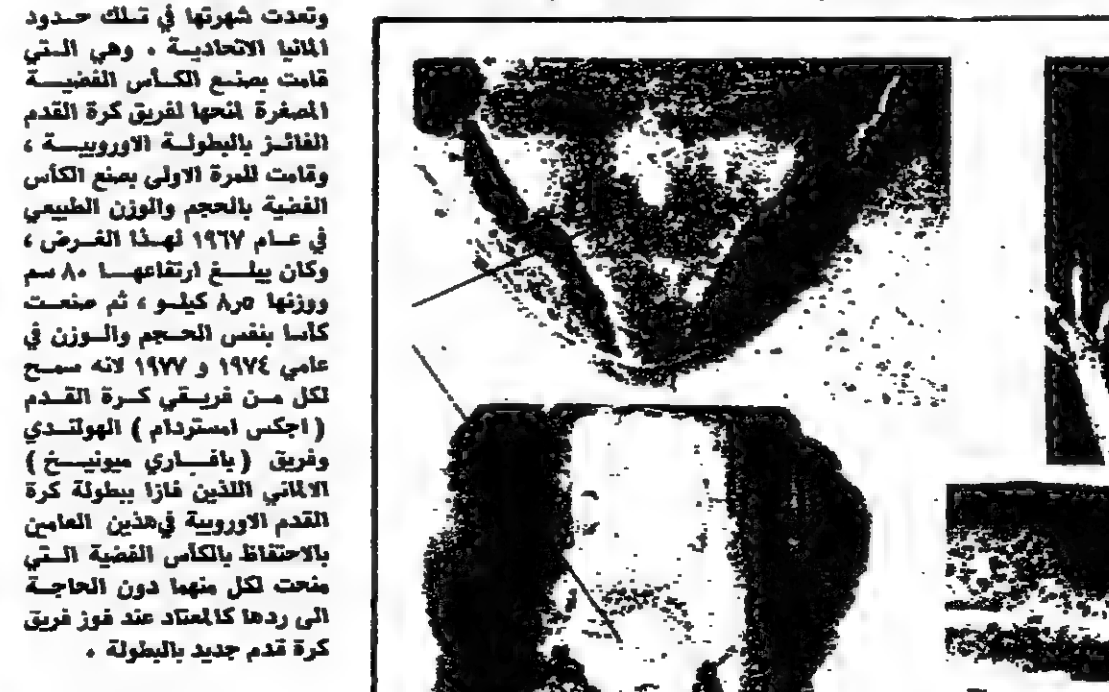 وتعدت شهرتها في تلك حدود
المانيا الاتحادية ، وهي التي
قامت بصنع الكأس الفضية
المصغرة لمنحها لفريق كرة القدم
الفائز بالبطولة الاوروبية ،
وقامت للمرة الاولى بصنع الكأس
الفضية بالحجم والوزن الطبيعي
في عام ١٩٦٧ لهذا الغرض ،
وكان يبلغ ارتفاعها ٨٠ سم
ووزنها ٨ر٥ كيلو ، ثم صنعت
كأسا بنفس الحجم والوزن في
عامي ١٩٧٤ و ١٩٧٧ لانه سمح
لكل من فريقي كرة القدم
( اجكس امستردام ) الهولندي
وفريق ( بافاري ميونيخ )
الالماني اللذين فازا ببطولة كرة
القدم الاوروبية في هذين العامين
بالاحتفاظ بالكأس الفضية التي
منحت لكل منهما دون الحاجة
الى ردها كالمعتاد عند فوز فريق
كرة قدم جديد بالبطولة .